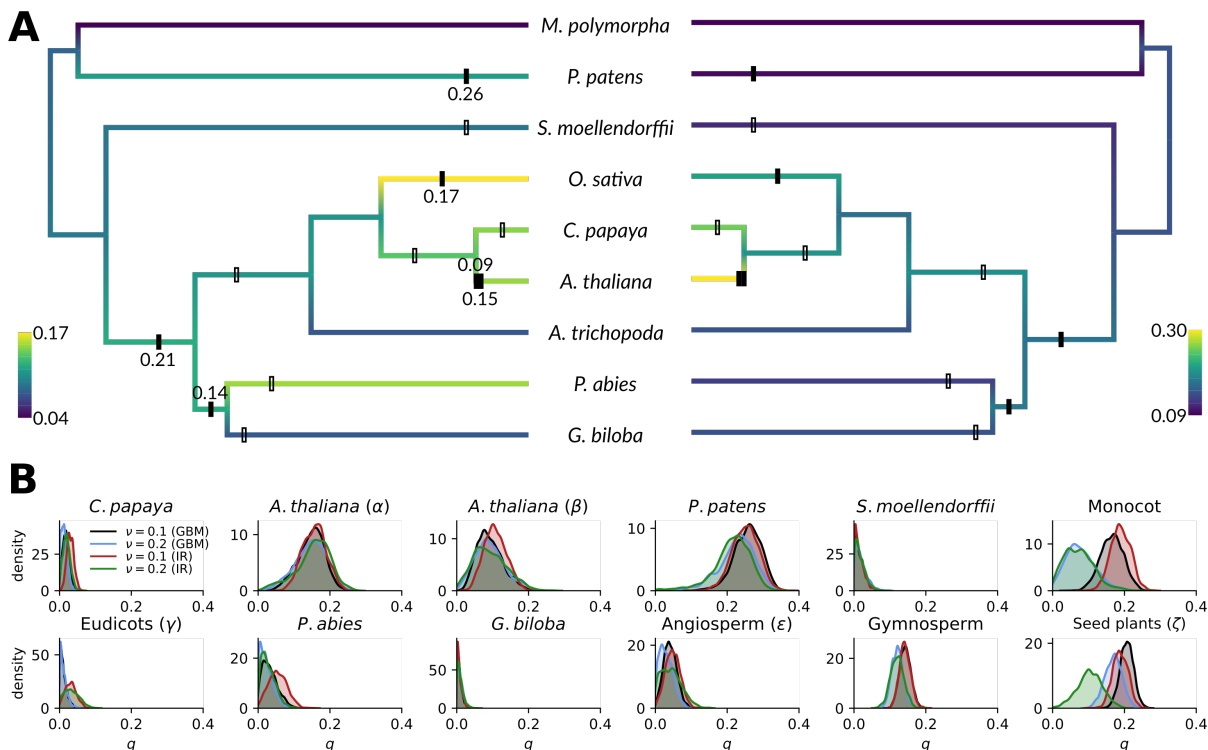 A
M. polymorpha
P. patens
0.26
S. moellendorffii
O. sativa
0.17
C. papaya
0.09
A. thaliana
0.15
A. trichopoda
0.17
0.30
0.21
P. abies
0.14
0.04
0.09
G. biloba
B
C. papaya
A. thaliana (α)
A. thaliana (β)
P. patens
S. moellendorffii
Monocot
density
25
0
ν = 0.1 (GBM)
ν = 0.2 (GBM)
ν = 0.1 (IR)
ν = 0.2 (IR)
10
0
10
0
10
0
25
0
10
0
0.0 0.2 0.4
0.0 0.2 0.4
0.0 0.2 0.4
0.0 0.2 0.4
0.0 0.2 0.4
0.0 0.2 0.4
Eudicots (γ)
P. abies
G. biloba
Angiosperm (ε)
Gymnosperm
Seed plants (ζ)
density
50
0
20
0
50
0
20
0
20
0
20
0
0.0 0.2 0.4
0.0 0.2 0.4
0.0 0.2 0.4
0.0 0.2 0.4
0.0 0.2 0.4
0.0 0.2 0.4
q q q q q q